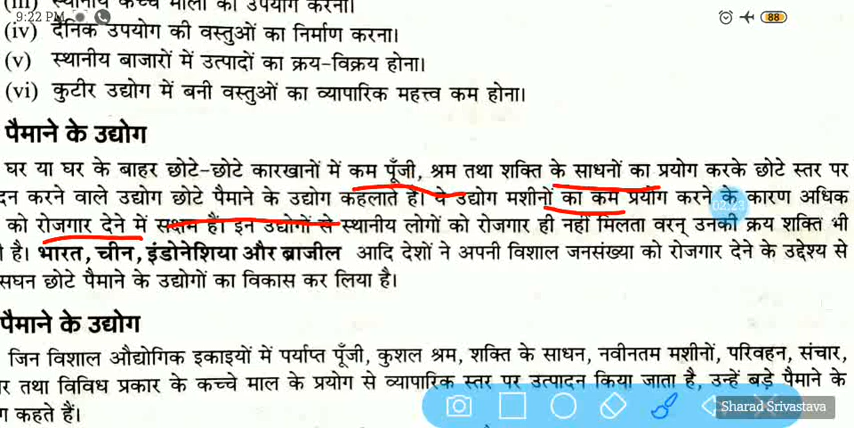 (iii) स्थानीय कच्चे मालों का उपयोग करना।
9:22 PM
88
(iv) दैनिक उपयोग की वस्तुओं का निर्माण करना।
(v) स्थानीय बाजारों में उत्पादों का क्रय-विक्रय होना।
(vi) कुटीर उद्योग में बनी वस्तुओं का व्यापारिक महत्त्व कम होना।
पैमाने के उद्योग
घर या घर के बाहर छोटे-छोटे कारखानों में कम पूँजी, श्रम तथा शक्ति के साधनों का प्रयोग करके छोटे स्तर पर
दन करने वाले उद्योग छोटे पैमाने के उद्योग कहलाते हैं। ये उद्योग मशीनों का कम प्रयोग करने के कारण अधिक
को रोजगार देने में सक्षम हैं। इन उद्योगों से स्थानीय लोगों को रोजगार ही नहीं मिलता वरन् उनकी क्रय शक्ति भी
है। भारत, चीन, इंडोनेशिया और ब्राजील आदि देशों ने अपनी विशाल जनसंख्या को रोजगार देने के उद्देश्य से
सघन छोटे पैमाने के उद्योगों का विकास कर लिया है।
पैमाने के उद्योग
जिन विशाल औद्योगिक इकाइयों में पर्याप्त पूँजी, कुशल श्रम, शक्ति के साधन, नवीनतम मशीनों, परिवहन, संचार,
र तथा विविध प्रकार के कच्चे माल के प्रयोग से व्यापारिक स्तर पर उत्पादन किया जाता है, उन्हें बड़े पैमाने के
ग कहते हैं।
Sharad Srivastava